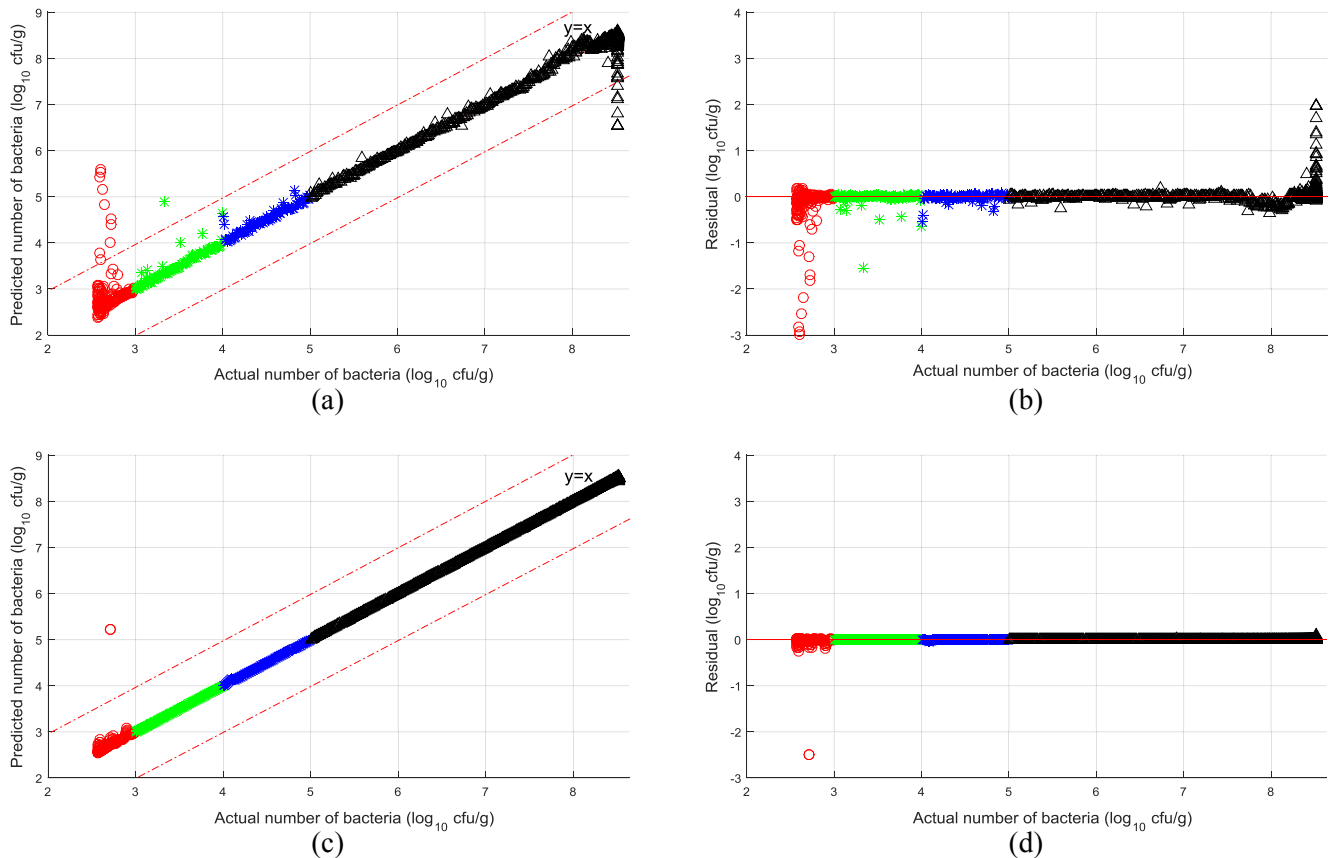 Predicted number of bacteria (log10 cfu/g)
9
8
7
6
5
4
3
2
y=x
2 3 4 5 6 7 8
Actual number of bacteria (log10 cfu/g)
(a)
Residual (log10cfu/g)
4
3
2
1
0
-1
-2
-3
2 3 4 5 6 7 8
Actual number of bacteria (log10 cfu/g)
(b)
Predicted number of bacteria (log10 cfu/g)
9
8
7
6
5
4
3
2
y=x
2 3 4 5 6 7 8
Actual number of bacteria (log10 cfu/g)
(c)
Residual (log10cfu/g)
4
3
2
1
0
-1
-2
-3
2 3 4 5 6 7 8
Actual number of bacteria (log10 cfu/g)
(d)